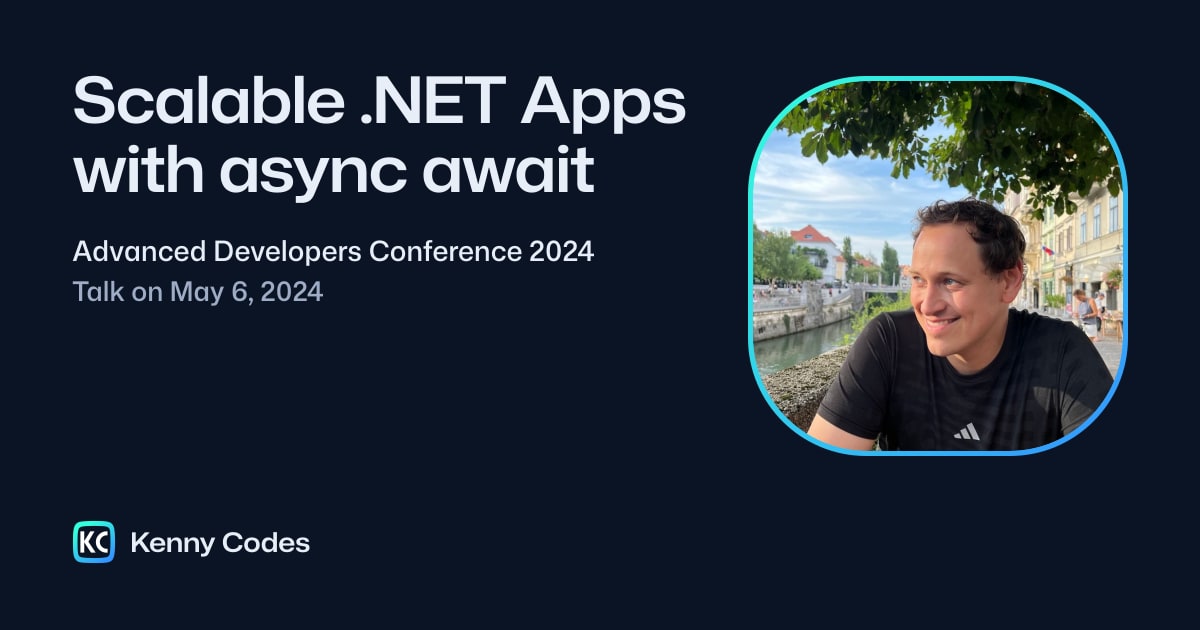 Scalable .NET Apps
with async await
Advanced Developers Conference 2024
Talk on May 6, 2024
KC
Kenny Codes